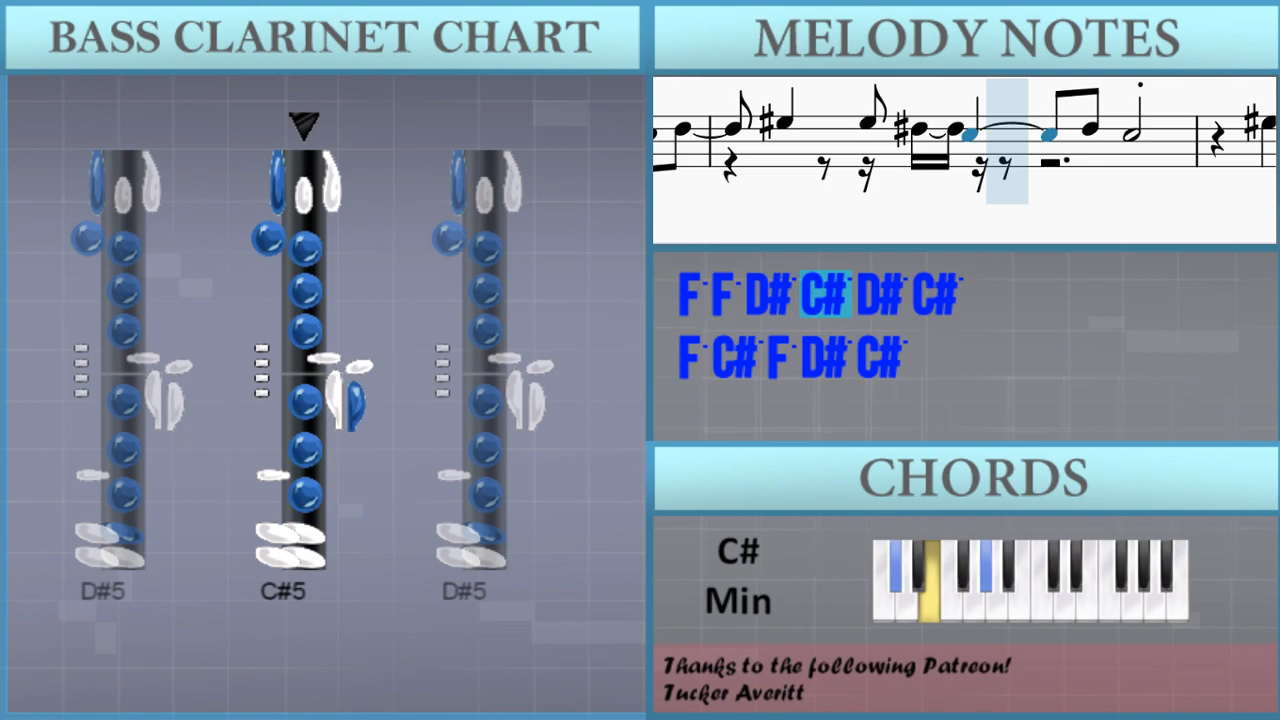 BASS CLARINET CHART
MELODY NOTES
F F D# C# D# C#
F C# F D# C#
D#5
C#5
D#5
CHORDS
C#
Min
Thanks to the following Patreon!
Tucker Averitt